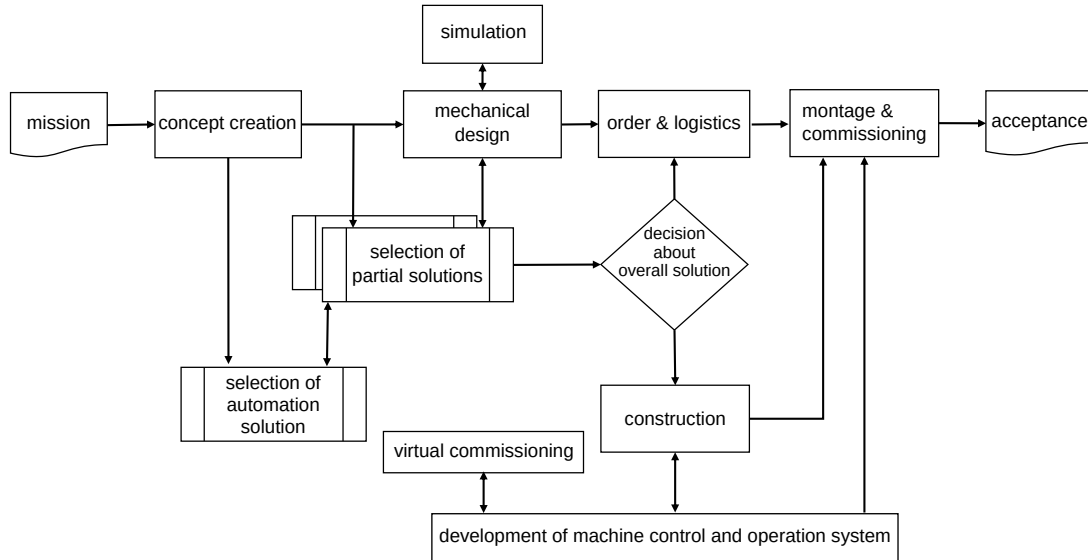 simulation
mission
concept creation
mechanical
design
order & logistics
montage &
commissioning
acceptance
selection of
partial solutions
decision
about
overall solution
selection of
automation
solution
construction
virtual commissioning
development of machine control and operation system